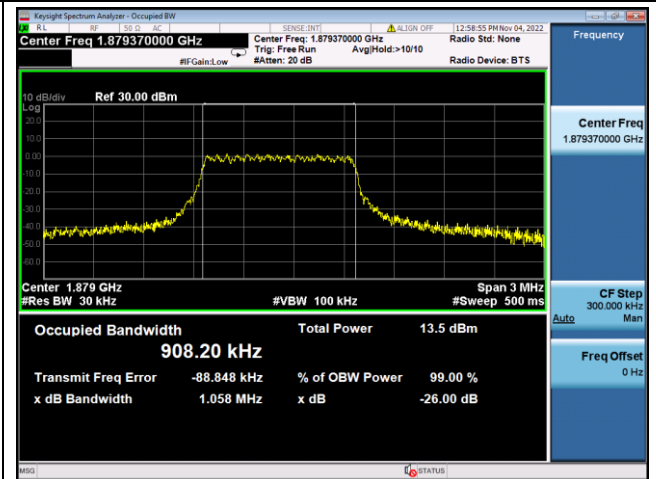 Keysight Spectrum Analyzer - Occupied BW
RL RF 50 Ω AC SENSE:INT ALIGN OFF 12:58:55 PM Nov 04, 2022
Center Freq 1.879370000 GHz Center Freq: 1.879370000 GHz Radio Std: None
Trig: Free Run Avg|Hold:>10/10
#IFGain:Low #Atten: 20 dB Radio Device: BTS
10 dB/div Ref 30.00 dBm
Log
20.0
10.0
0.00
-10.0
-20.0
-30.0
-40.0
-50.0
-60.0
Center 1.879 GHz Span 3 MHz
#Res BW 30 kHz #VBW 100 kHz #Sweep 500 ms
Occupied Bandwidth Total Power 13.5 dBm
908.20 kHz
Transmit Freq Error -88.848 kHz % of OBW Power 99.00 %
x dB Bandwidth 1.058 MHz x dB -26.00 dB
MSG STATUS
Frequency
Center Freq
1.879370000 GHz
CF Step
300.000 kHz
Auto Man
Freq Offset
0 Hz